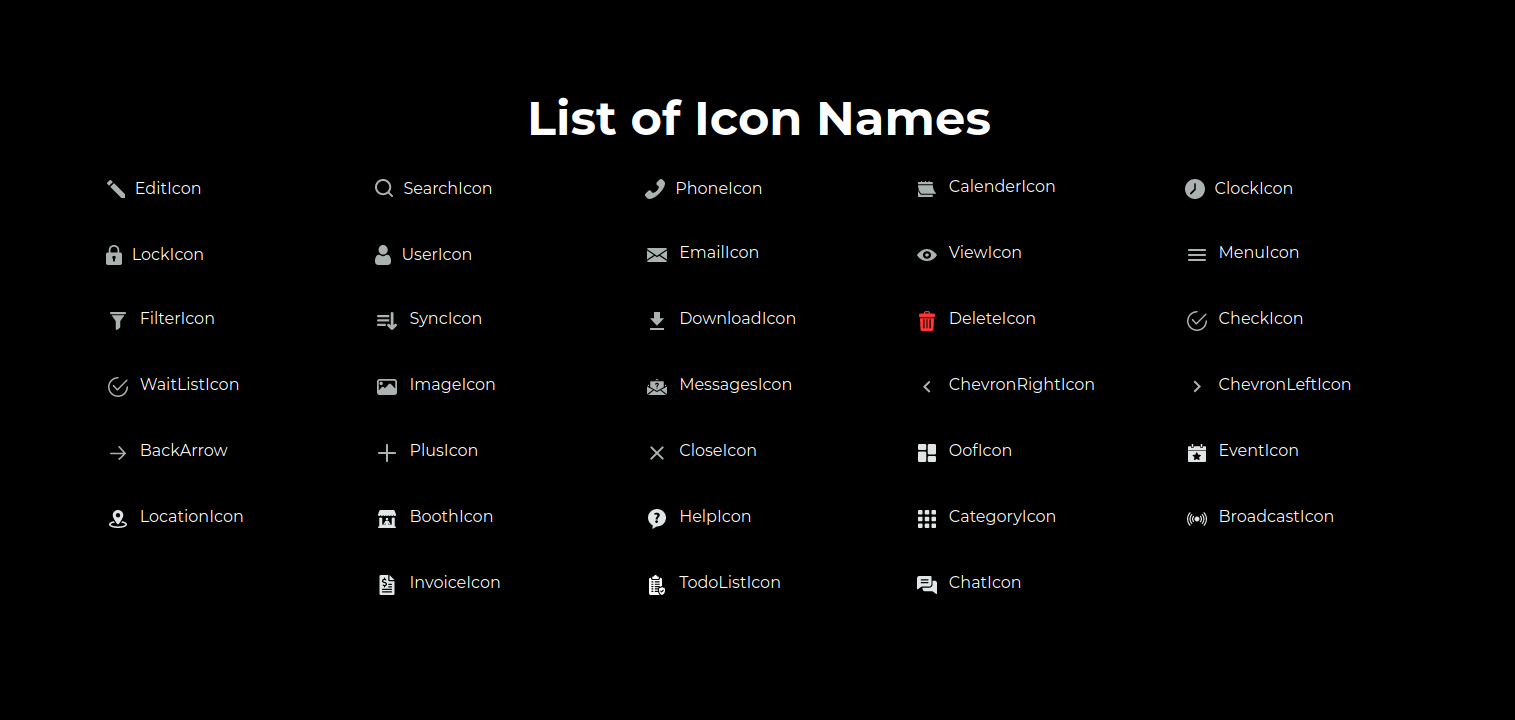 List of Icon Names
EditIcon SearchIcon PhoneIcon CalenderIcon ClockIcon
LockIcon UserIcon EmailIcon ViewIcon MenuIcon
FilterIcon SyncIcon DownloadIcon DeleteIcon CheckIcon
WaitListIcon ImageIcon MessagesIcon ChevronRightIcon ChevronLeftIcon
BackArrow PlusIcon CloseIcon OofIcon EventIcon
LocationIcon BoothIcon HelpIcon CategoryIcon BroadcastIcon
InvoiceIcon TodoListIcon ChatIcon